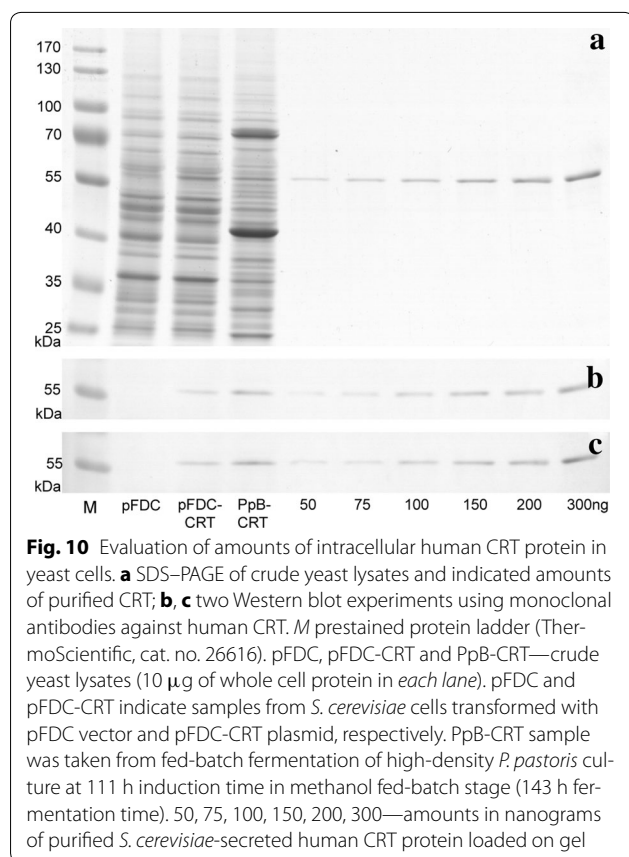 a
170
130
100
70
55
40
35
25
kDa
b
55
kDa
c
55
kDa
M pFDC pFDC-CRT PpB-CRT 50 75 100 150 200 300ng
Fig. 10 Evaluation of amounts of intracellular human CRT protein in
yeast cells. a SDS–PAGE of crude yeast lysates and indicated amounts
of purified CRT; b, c two Western blot experiments using monoclonal
antibodies against human CRT. M prestained protein ladder (Ther-
moScientific, cat. no. 26616). pFDC, pFDC-CRT and PpB-CRT—crude
yeast lysates (10 μg of whole cell protein in each lane). pFDC and
pFDC-CRT indicate samples from S. cerevisiae cells transformed with
pFDC vector and pFDC-CRT plasmid, respectively. PpB-CRT sample
was taken from fed-batch fermentation of high-density P. pastoris cul-
ture at 111 h induction time in methanol fed-batch stage (143 h fer-
mentation time). 50, 75, 100, 150, 200, 300—amounts in nanograms
of purified S. cerevisiae-secreted human CRT protein loaded on gel